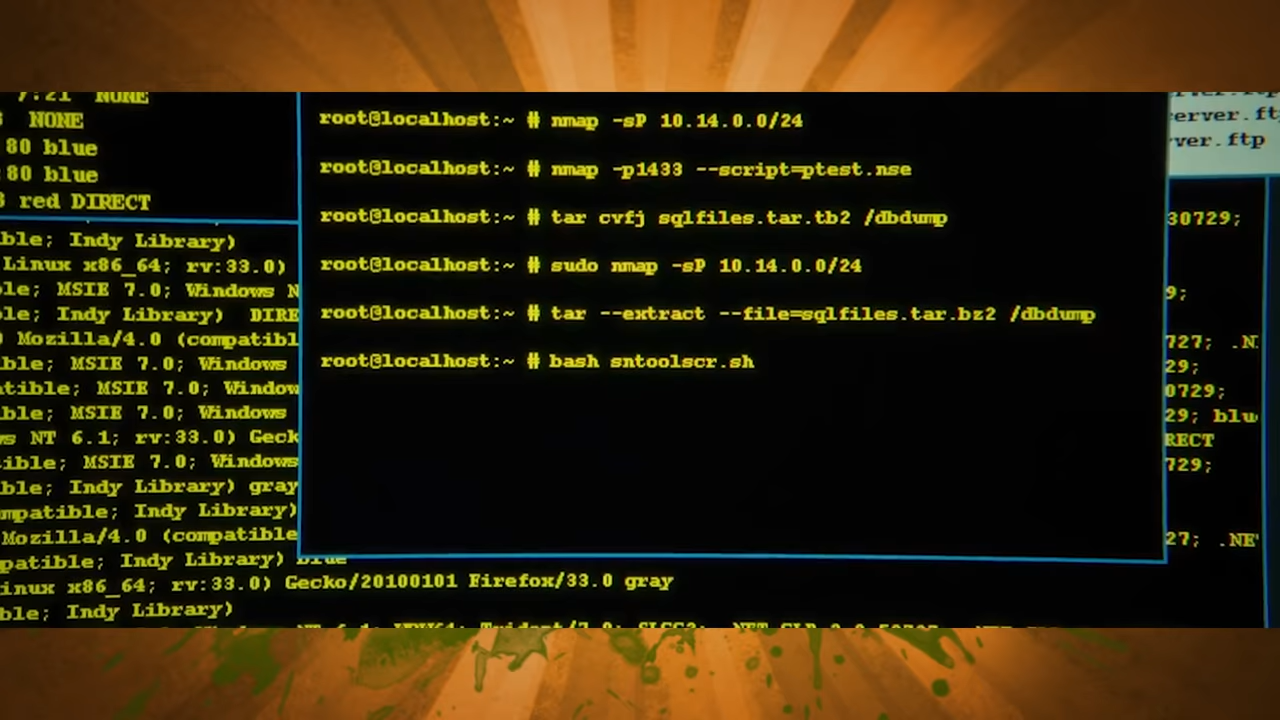 7:21 NONE
NONE
80 blue
80 blue
red DIRECT
root@localhost:~ # nmap -sP 10.14.0.0/24
root@localhost:~ # nmap -p1433 --script=ptest.nse
root@localhost:~ # tar cvfj sqlfiles.tar.tb2 /dbdump
root@localhost:~ # sudo nmap -sP 10.14.0.0/24
root@localhost:~ # tar --extract --file=sqlfiles.tar.bz2 /dbdump
root@localhost:~ # bash sntoolscr.sh
erver.ft
ver.ftp
ible; Indy Library)
Linux x86_64; rv:33.0)
le; MSIE 7.0; Windows N
le; Indy Library) DIRE
Mozilla/4.0 (compatibl
ble; MSIE 7.0; Windows
atible; MSIE 7.0; Window
ble; MSIE 7.0; Windows
ws NT 6.1; rv:33.0) Geck
ible; MSIE 7.0; Windows
ble; Indy Library) gray
mpatible; Indy Library)
Mozilla/4.0 (compatible
patible; Indy Library) blue
inux x86_64; rv:33.0) Gecko/20100101 Firefox/33.0 gray
ble; Indy Library)
30729;
9;
727; .N
29;
0729;
29; blu
RECT
729;
27; .NE